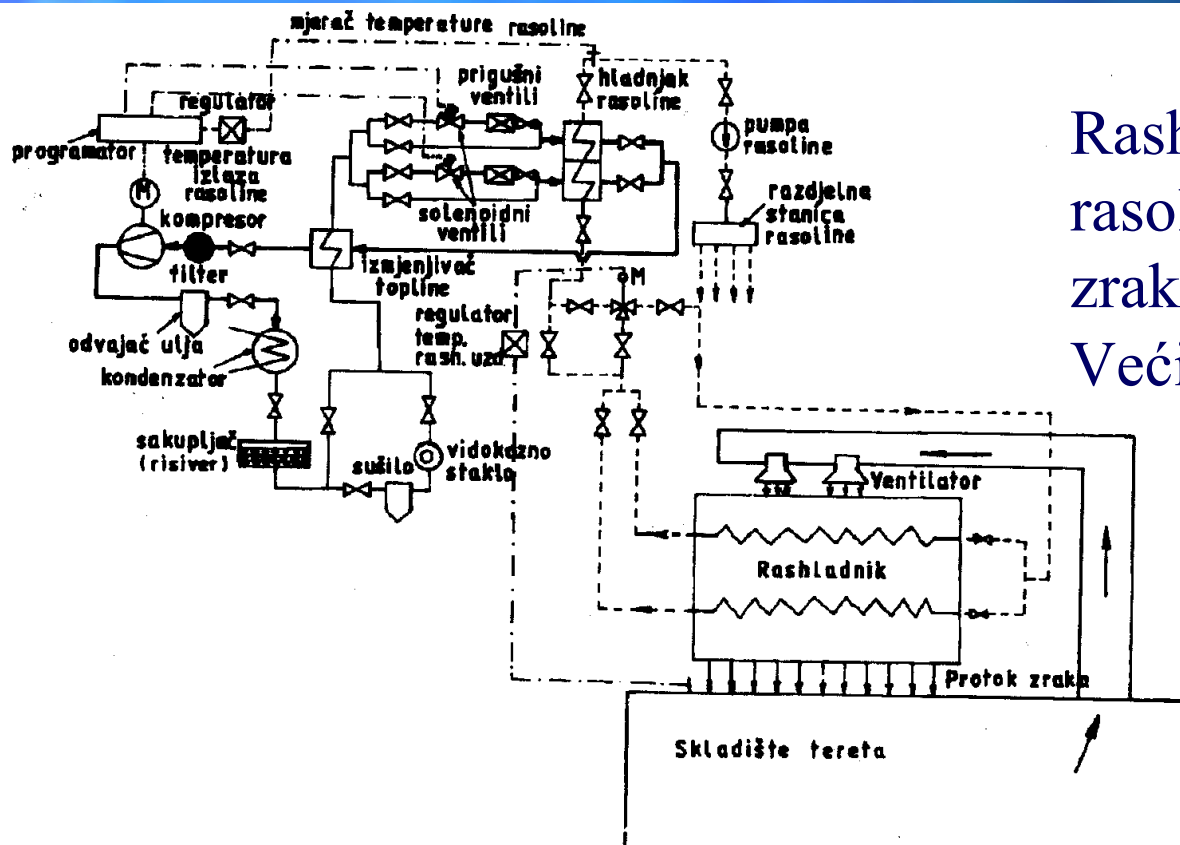 mjerač temperature rasoline
prigušni
ventili
hladnjak
rasoline
regulator
programator
temperatura
izlaza
rasoline
M
kompresor
filter
solenoidni
ventili
izmjenjivač
topline
pumpa
rasoline
razdjelna
stanica
rasoline
M
regulator
temp.
rash. uzd
odvajač ulja
kondenzator
sakupljač
(risiver)
sušilo
vidokazno
staklo
Ventilator
Rashladnik
Protok zraka
Skladište tereta
Rash
rasol
zrak
Veći